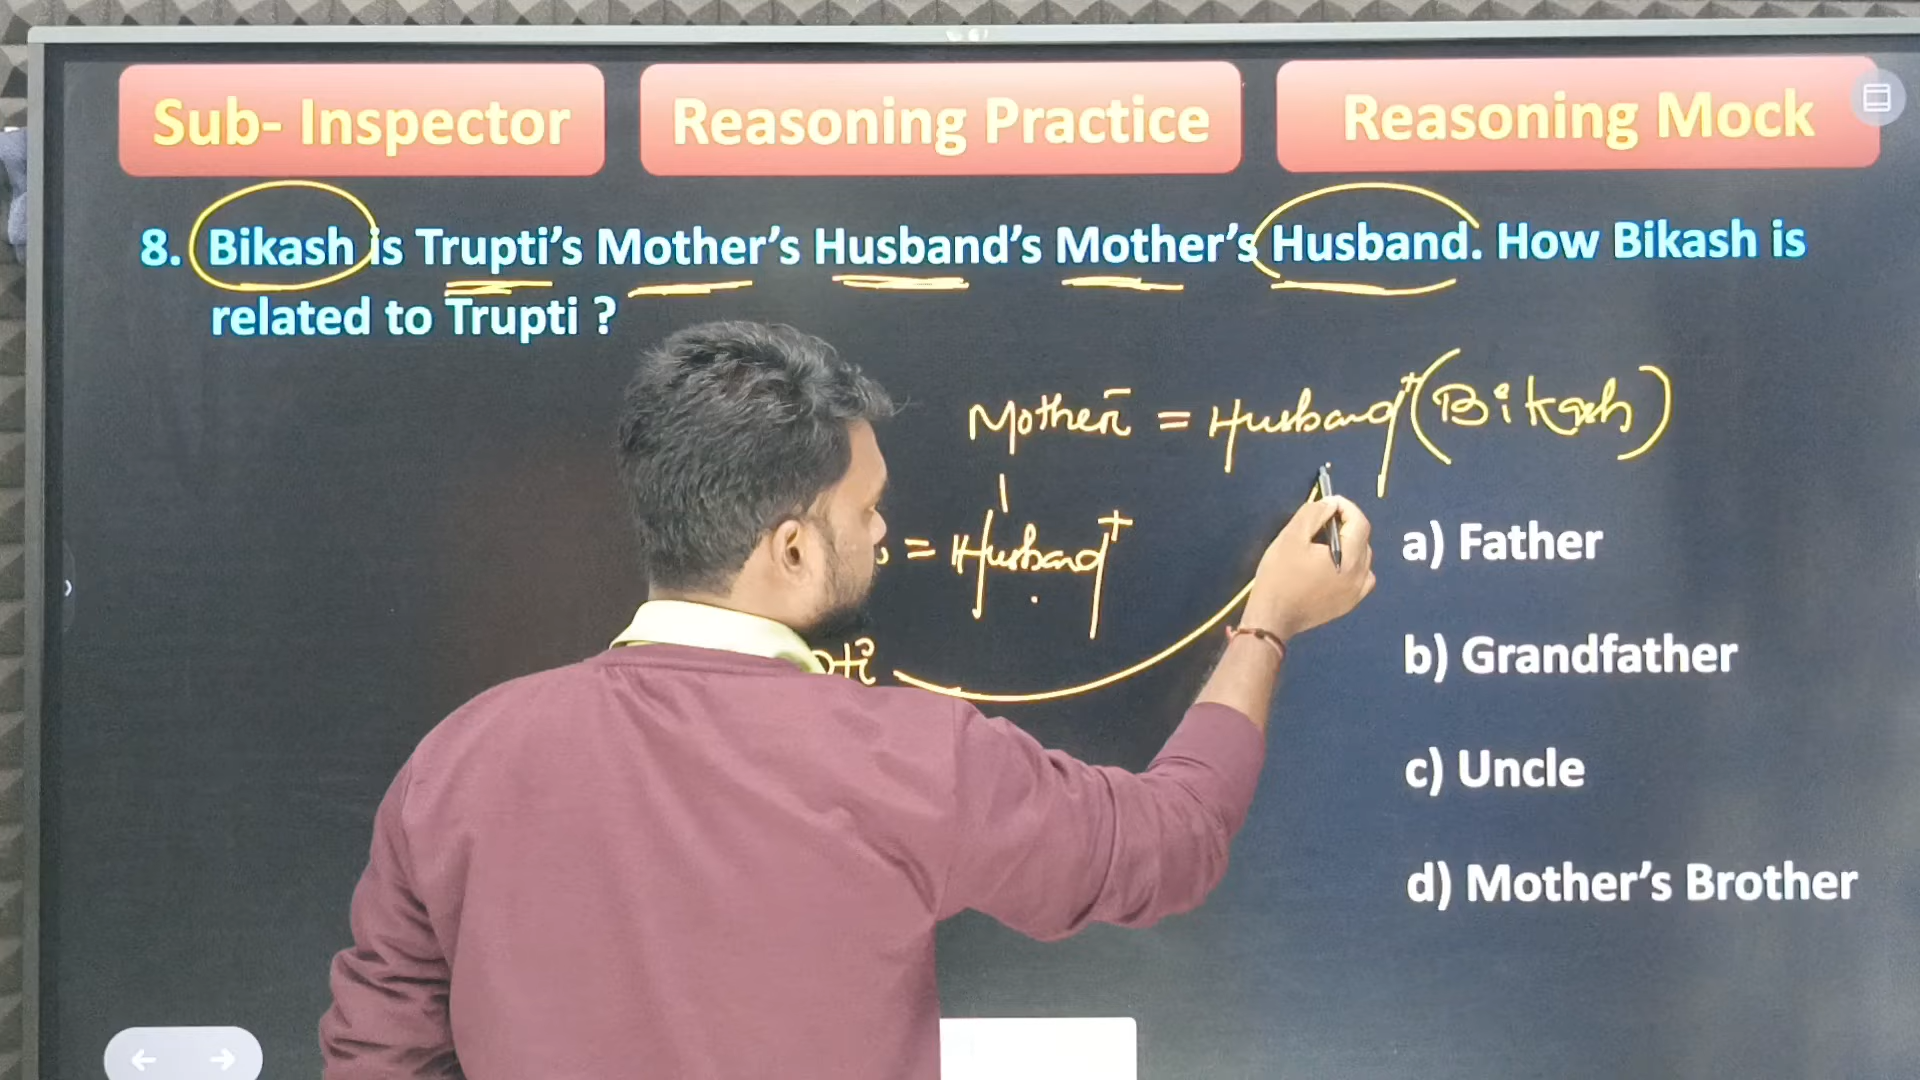 Sub- Inspector
Reasoning Practice
Reasoning Mock
8. Bikash is Trupti’s Mother’s Husband’s Mother’s Husband. How Bikash is
related to Trupti ?
Mother = Husband + (Bikash)
= Husband +
a) Father
b) Grandfather
c) Uncle
d) Mother’s Brother